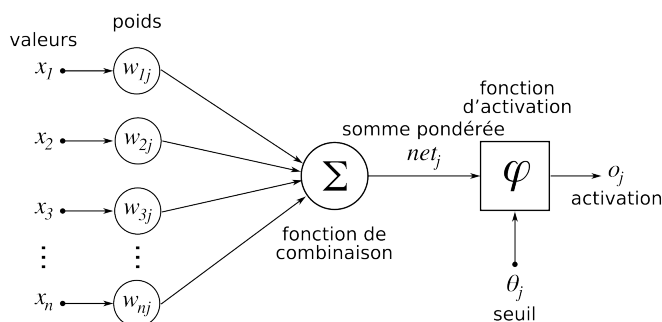 poids
valeurs
x1 w1j
x2 w2j
x3 w3j
xn wnj
Σ
fonction de
combinaison
somme pondérée
netj
fonction
d'activation
φ
oj
activation
θj
seuil